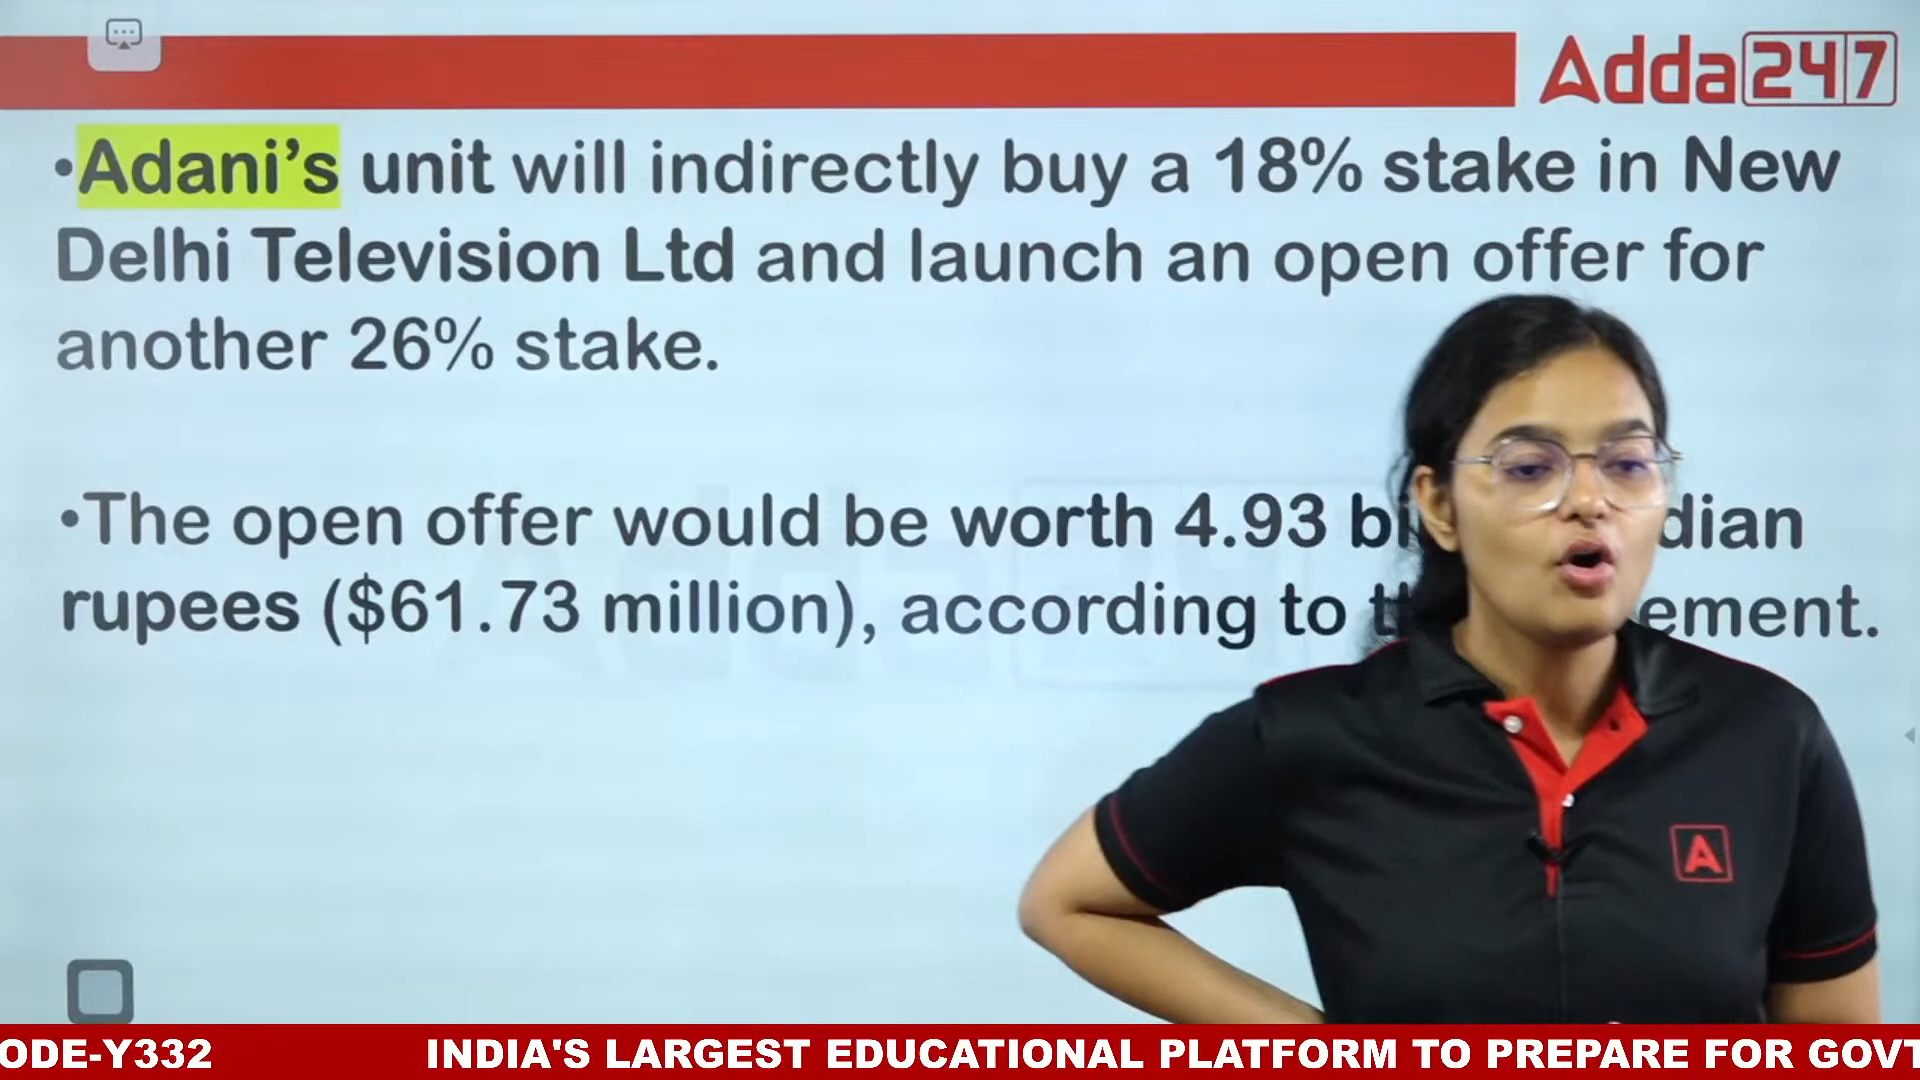 Adda247
•Adani’s unit will indirectly buy a 18% stake in New
Delhi Television Ltd and launch an open offer for
another 26% stake.
•The open offer would be worth 4.93
rupees ($61.73 million), according to
A
ODE-Y332 INDIA'S LARGEST EDUCATIONAL PLATFORM TO PREPARE FOR GOVT